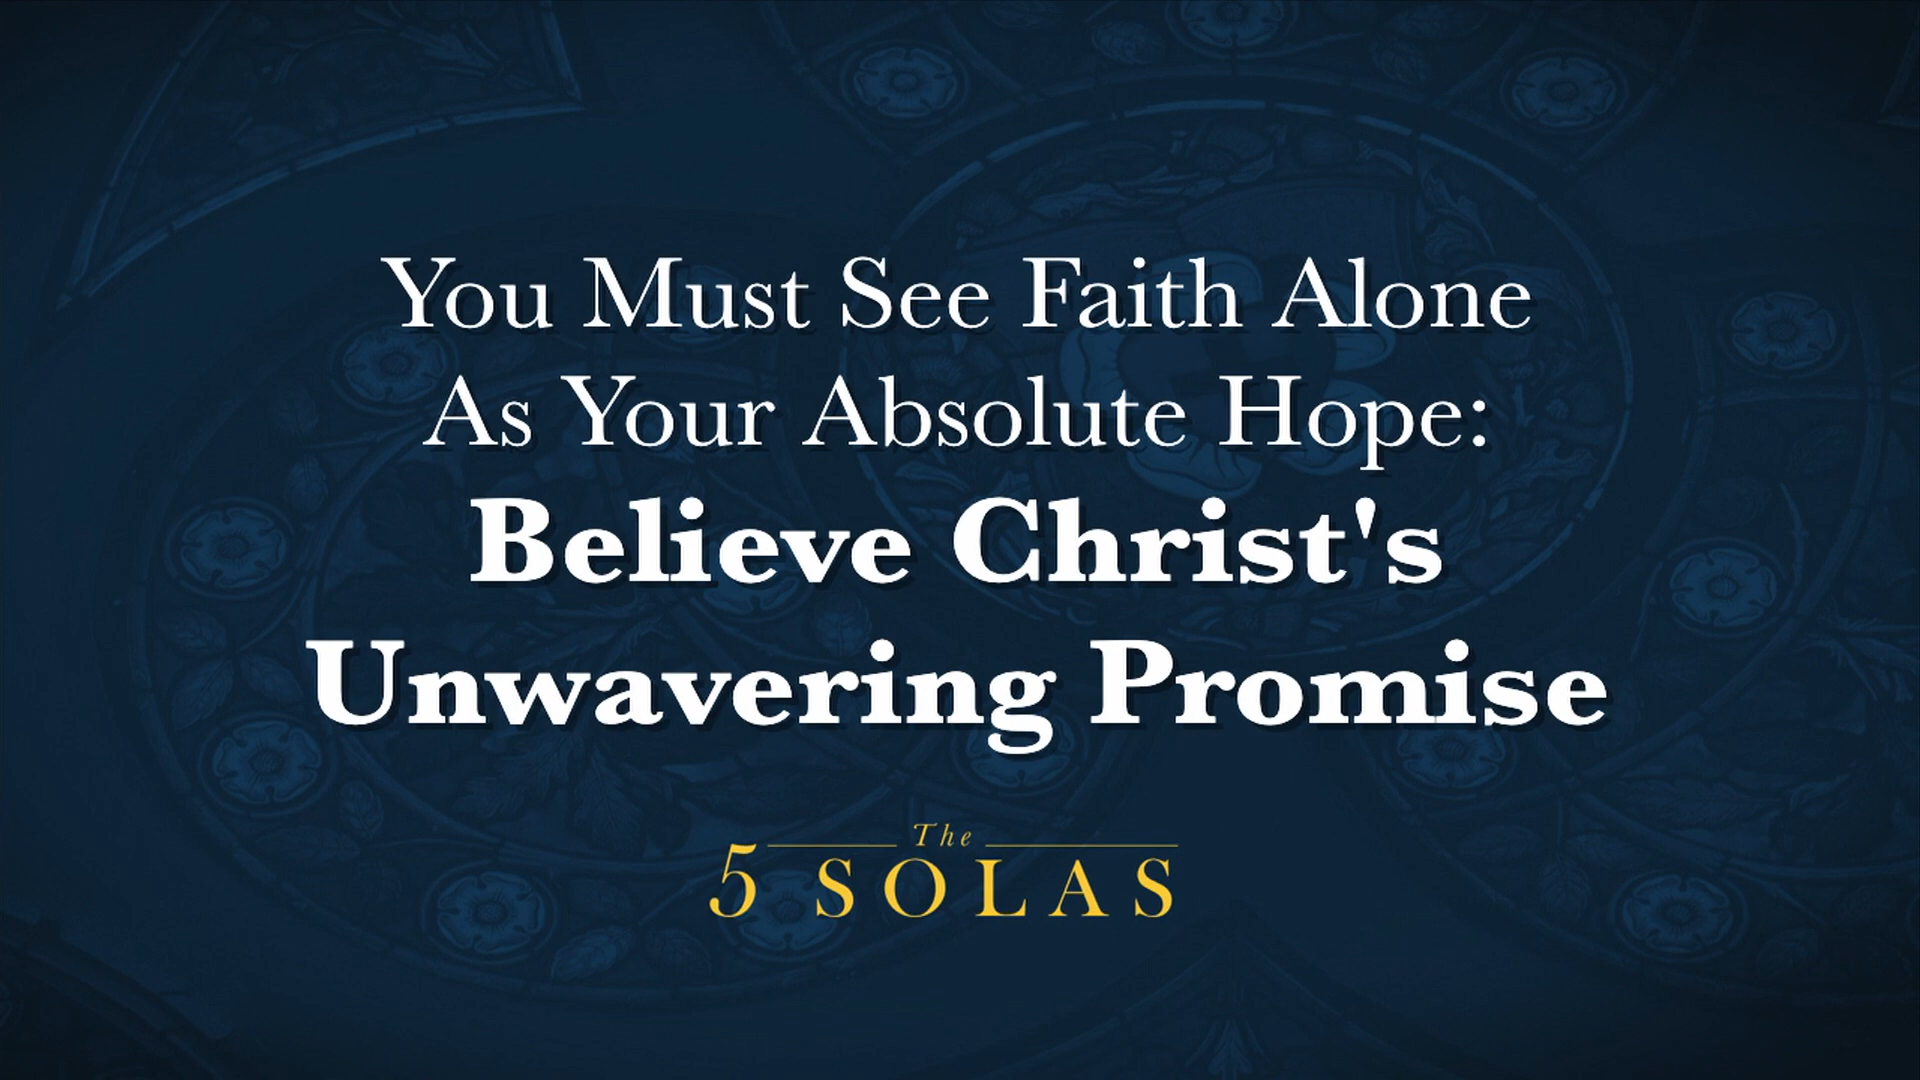 You Must See Faith Alone
As Your Absolute Hope:
Believe Christ's
Unwavering Promise
The
5 SOLAS